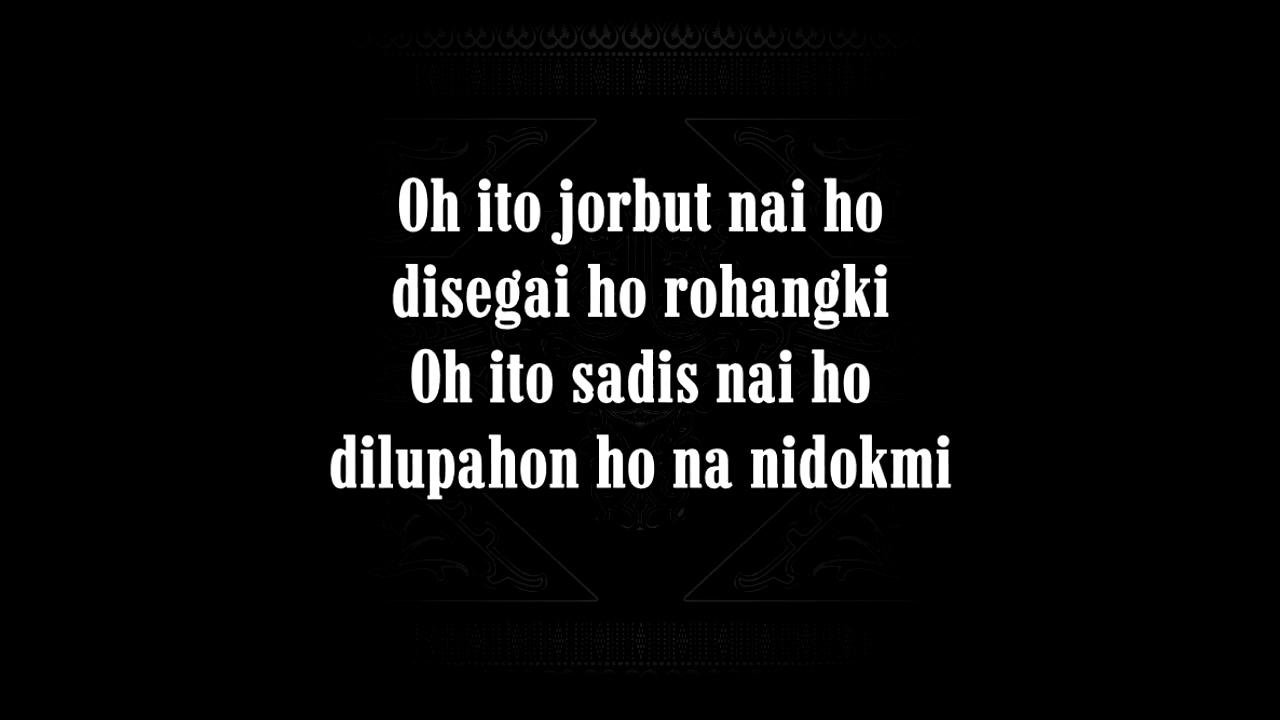 Oh ito jorbut nai ho
disegai ho rohangki
Oh ito sadis nai ho
dilupahon ho na nidokmi